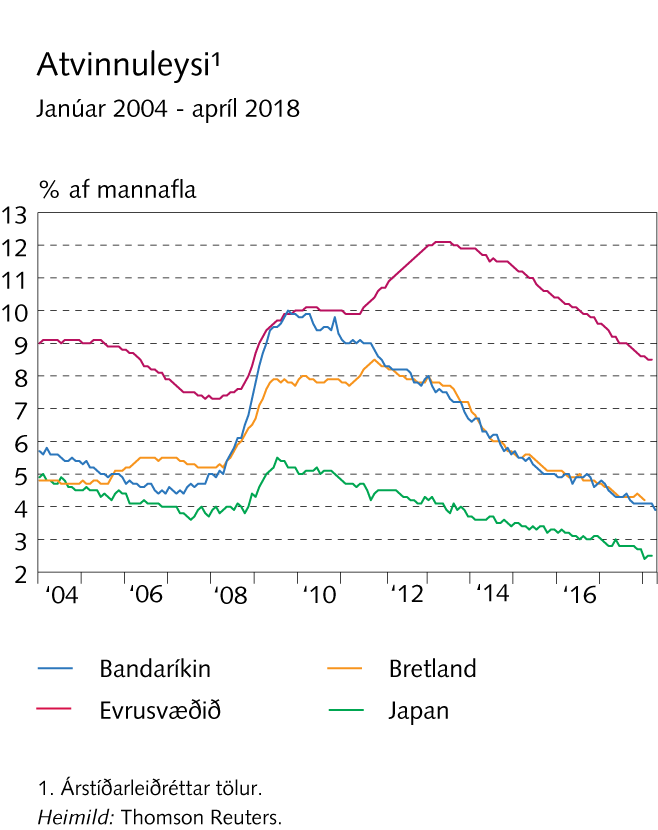 Atvinnuleysi¹
Janúar 2004 - apríl 2018
% af mannafla
13
12
11
10
9
8
7
6
5
4
3
2
‘04 ‘06 ‘08 ‘10 ‘12 ‘14 ‘16
Bandaríkin Bretland
Evrusvæðið Japan
1. Árstíðarleiðréttar tölur.
Heimild: Thomson Reuters.